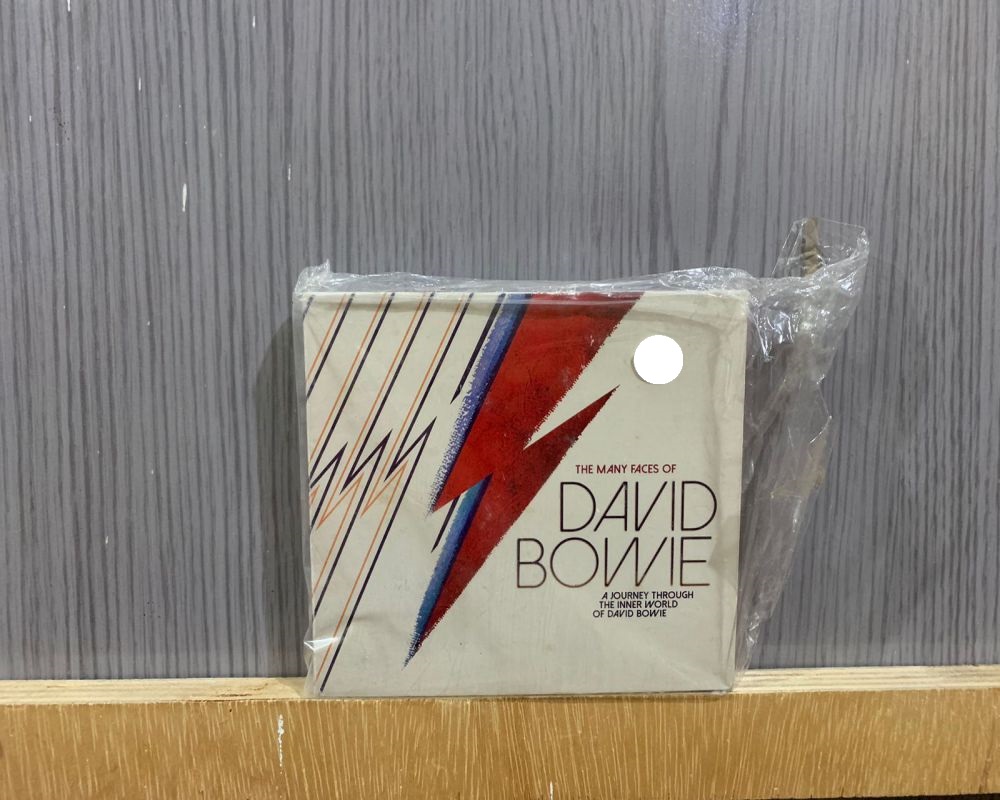 THE MANY FACES OF
DAVID
BOWIE
A JOURNEY THROUGH
THE INNER WORLD
OF DAVID BOWIE